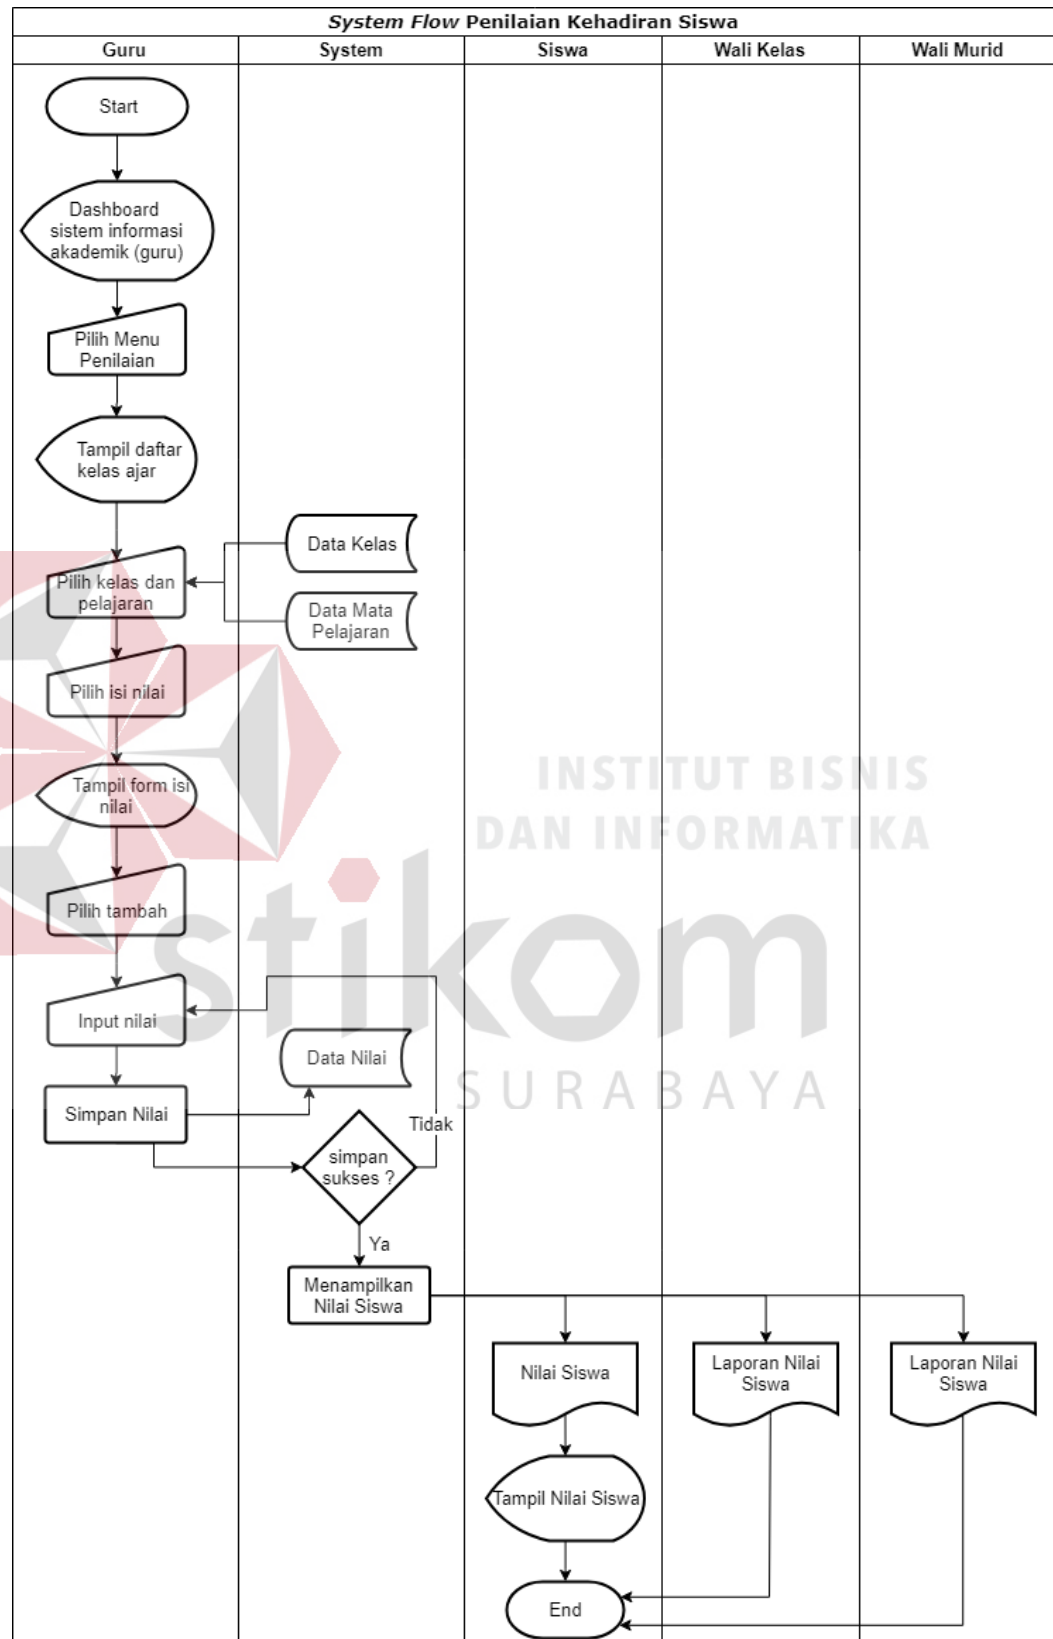 System Flow Penilaian Kehadiran Siswa
Guru
System
Siswa
Wali Kelas
Wali Murid
Start
Dashboard
sistem informasi
akademik (guru)
Pilih Menu
Penilaian
Tampil daftar
kelas ajar
Data Kelas
Pilih kelas dan
pelajaran
Data Mata
Pelajaran
Pilih isi nilai
Tampil form isi
nilai
Pilih tambah
Input nilai
Data Nilai
Simpan Nilai
Tidak
simpan
sukses ?
Ya
Menampilkan
Nilai Siswa
Nilai Siswa
Laporan Nilai
Siswa
Laporan Nilai
Siswa
Tampil Nilai Siswa
End
INSTITUT BISNIS
DAN INFORMATIKA
stikom
SURABAYA